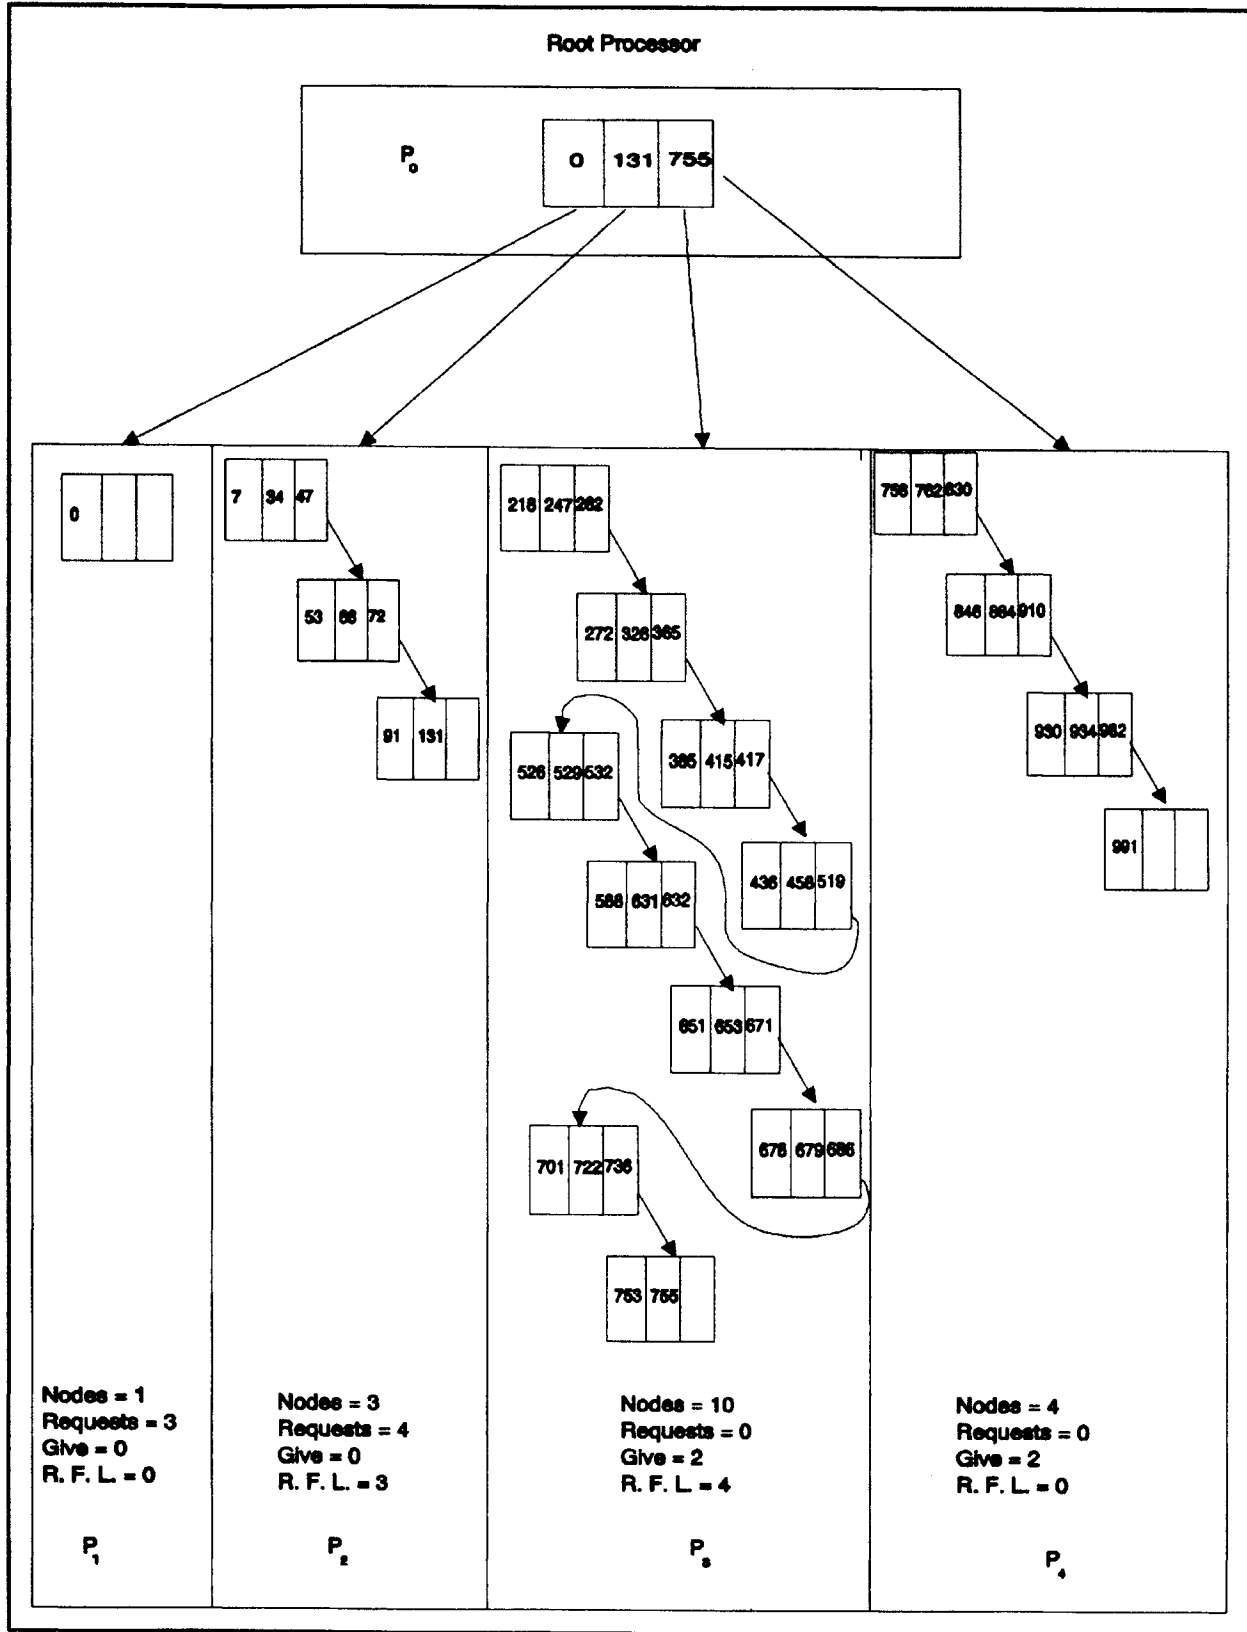 Root Processor
P0
0 131 755
0
7 34 47
53 66 72
91 131
218 247 262
272 326 365
385 415 417
436 458 519
526 529 532
588 631 632
651 653 671
676 679 686
701 722 736
753 755
756 762 830
846 884 910
930 934 962
991
Nodes = 1
Requests = 3
Give = 0
R. F. L. = 0
P1
Nodes = 3
Requests = 4
Give = 0
R. F. L. = 3
P2
Nodes = 10
Requests = 0
Give = 2
R. F. L. = 4
P3
Nodes = 4
Requests = 0
Give = 2
R. F. L. = 0
P4